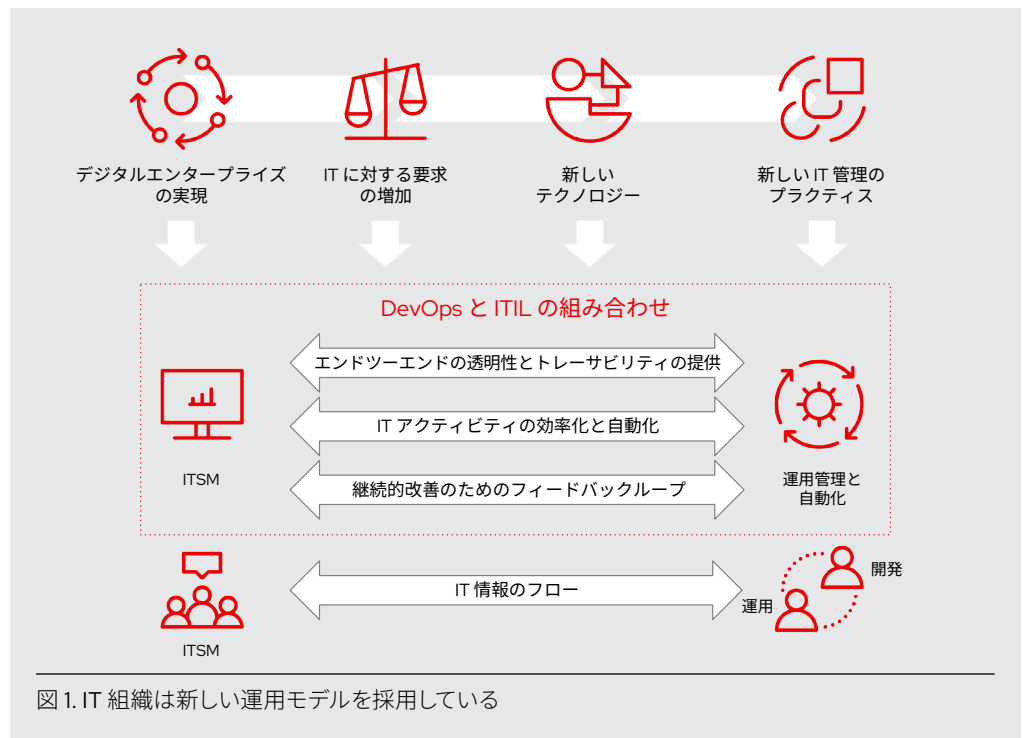 デジタルエンタープライズ
の実現
IT に対する要求
の増加
新しい
テクノロジー
新しい IT 管理の
プラクティス
DevOps と ITIL の組み合わせ
エンドツーエンドの透明性とトレーサビリティの提供
IT アクティビティの効率化と自動化
継続的改善のためのフィードバックループ
ITSM
運用管理と
自動化
IT 情報のフロー
開発
運用
ITSM
図 1. IT 組織は新しい運用モデルを採用している